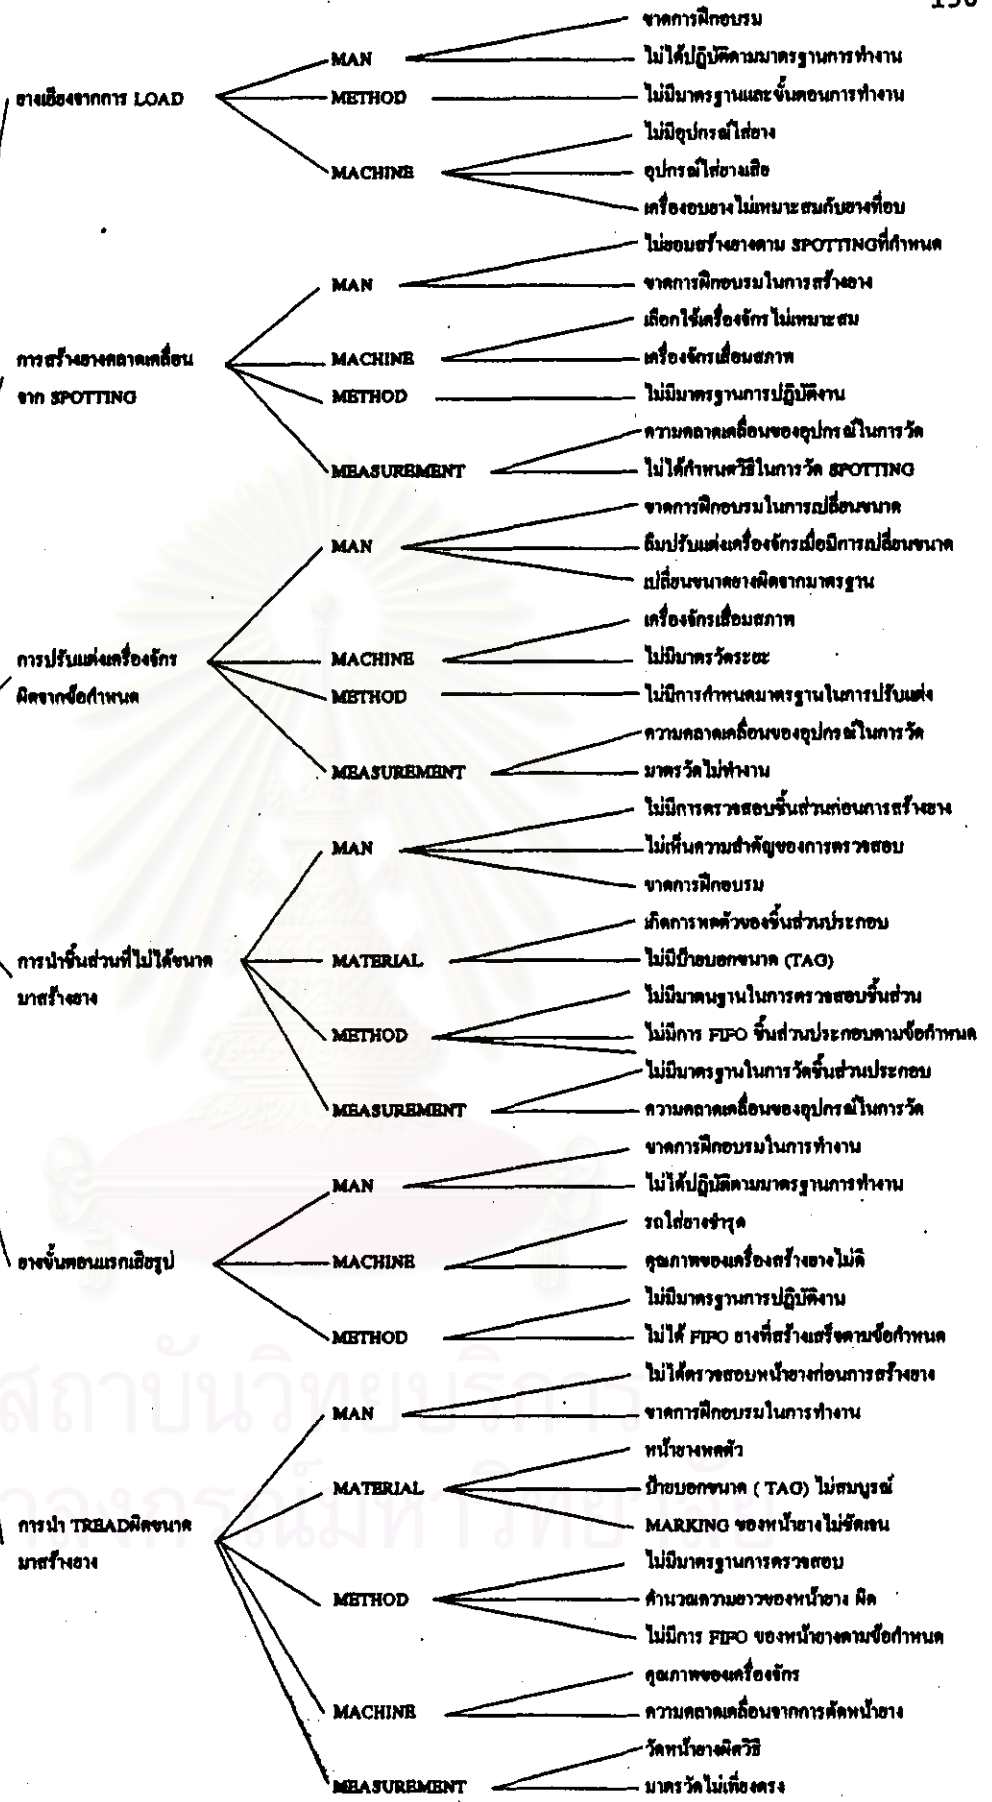 ขาดการฝึกอบรม
MAN
ไม่ได้ปฏิบัติตามมาตรฐานการทำงาน
ยางเอียงจากการ LOAD
METHOD
ไม่มีมาตรฐานและขั้นตอนการทำงาน
ไม่มีอุปกรณ์ใส่ยาง
MACHINE
อุปกรณ์ใส่ยางเสีย
เครื่องอบยางไม่เหมาะสมกับยางที่อบ
ไม่ยอมสร้างยางตาม SPOTTINGที่กำหนด
MAN
ขาดการฝึกอบรมในการสร้างยาง
เลือกใช้เครื่องจักรไม่เหมาะสม
การสร้างยางคลาดเคลื่อน
MACHINE
เครื่องจักรเสื่อมสภาพ
จาก SPOTTING
METHOD
ไม่มีมาตรฐานการปฏิบัติงาน
ความคลาดเคลื่อนของอุปกรณ์ในการวัด
MEASUREMENT
ไม่ได้กำหนดวิธีในการวัด SPOTTING
ขาดการฝึกอบรมในการเปลี่ยนขนาด
MAN
ลืมปรับแต่งเครื่องจักรเมื่อมีการเปลี่ยนขนาด
เปลี่ยนขนาดยางผิดจากมาตรฐาน
เครื่องจักรเสื่อมสภาพ
การปรับแต่งเครื่องจักร
MACHINE
ไม่มีมาตรวัดระยะ
ผิดจากข้อกำหนด
METHOD
ไม่มีการกำหนดมาตรฐานในการปรับแต่ง
ความคลาดเคลื่อนของอุปกรณ์ในการวัด
MEASUREMENT
มาตรวัดไม่ทำงาน
ไม่มีการตรวจสอบชิ้นส่วนก่อนการสร้างยาง
MAN
ไม่เห็นความสำคัญของการตรวจสอบ
ขาดการฝึกอบรม
เกิดการหดตัวของชิ้นส่วนประกอบ
การนำชิ้นส่วนที่ไม่ได้ขนาด
MATERIAL
ไม่มีป้ายบอกขนาด (TAG)
มาสร้างยาง
ไม่มีมาตนฐานในการตรวจสอบชิ้นส่วน
METHOD
ไม่มีการ FIFO ชิ้นส่วนประกอบตามข้อกำหนด
ไม่มีมาตรฐานในการวัดชิ้นส่วนประกอบ
MEASUREMENT
ความคลาดเคลื่อนของอุปกรณ์ในการวัด
ขาดการฝึกอบรมในการทำงาน
MAN
ไม่ได้ปฏิบัติตามมาตรฐานการทำงาน
รถใส่ยางชำรุด
ยางขั้นตอนแรกเสียรูป
MACHINE
คุณภาพของเครื่องสร้างยางไม่ดี
ไม่มีมาตรฐานการปฏิบัติงาน
METHOD
ไม่ได้ FIFO ยางที่สร้างเสร็จตามข้อกำหนด
ไม่ได้ตรวจสอบหน้ายางก่อนการสร้างยาง
MAN
ขาดการฝึกอบรมในการทำงาน
หน้ายางหดตัว
MATERIAL
ป้ายบอกขนาด ( TAG) ไม่สมบูรณ์
การนำ TREADผิดขนาด
MARKING ของหน้ายางไม่ชัดเจน
มาสร้างยาง
ไม่มีมาตรฐานการตรวจสอบ
METHOD
คำนวณความยาวของหน้ายาง ผิด
ไม่มีการ FIFO ของหน้ายางตามข้อกำหนด
คุณภาพของเครื่องจักร
MACHINE
ความคลาดเคลื่อนจากการตัดหน้ายาง
วัดหน้ายางผิดวิธี
MEASUREMENT
มาตรวัดไม่เที่ยงตรง
สถาบันวิทยบริการ